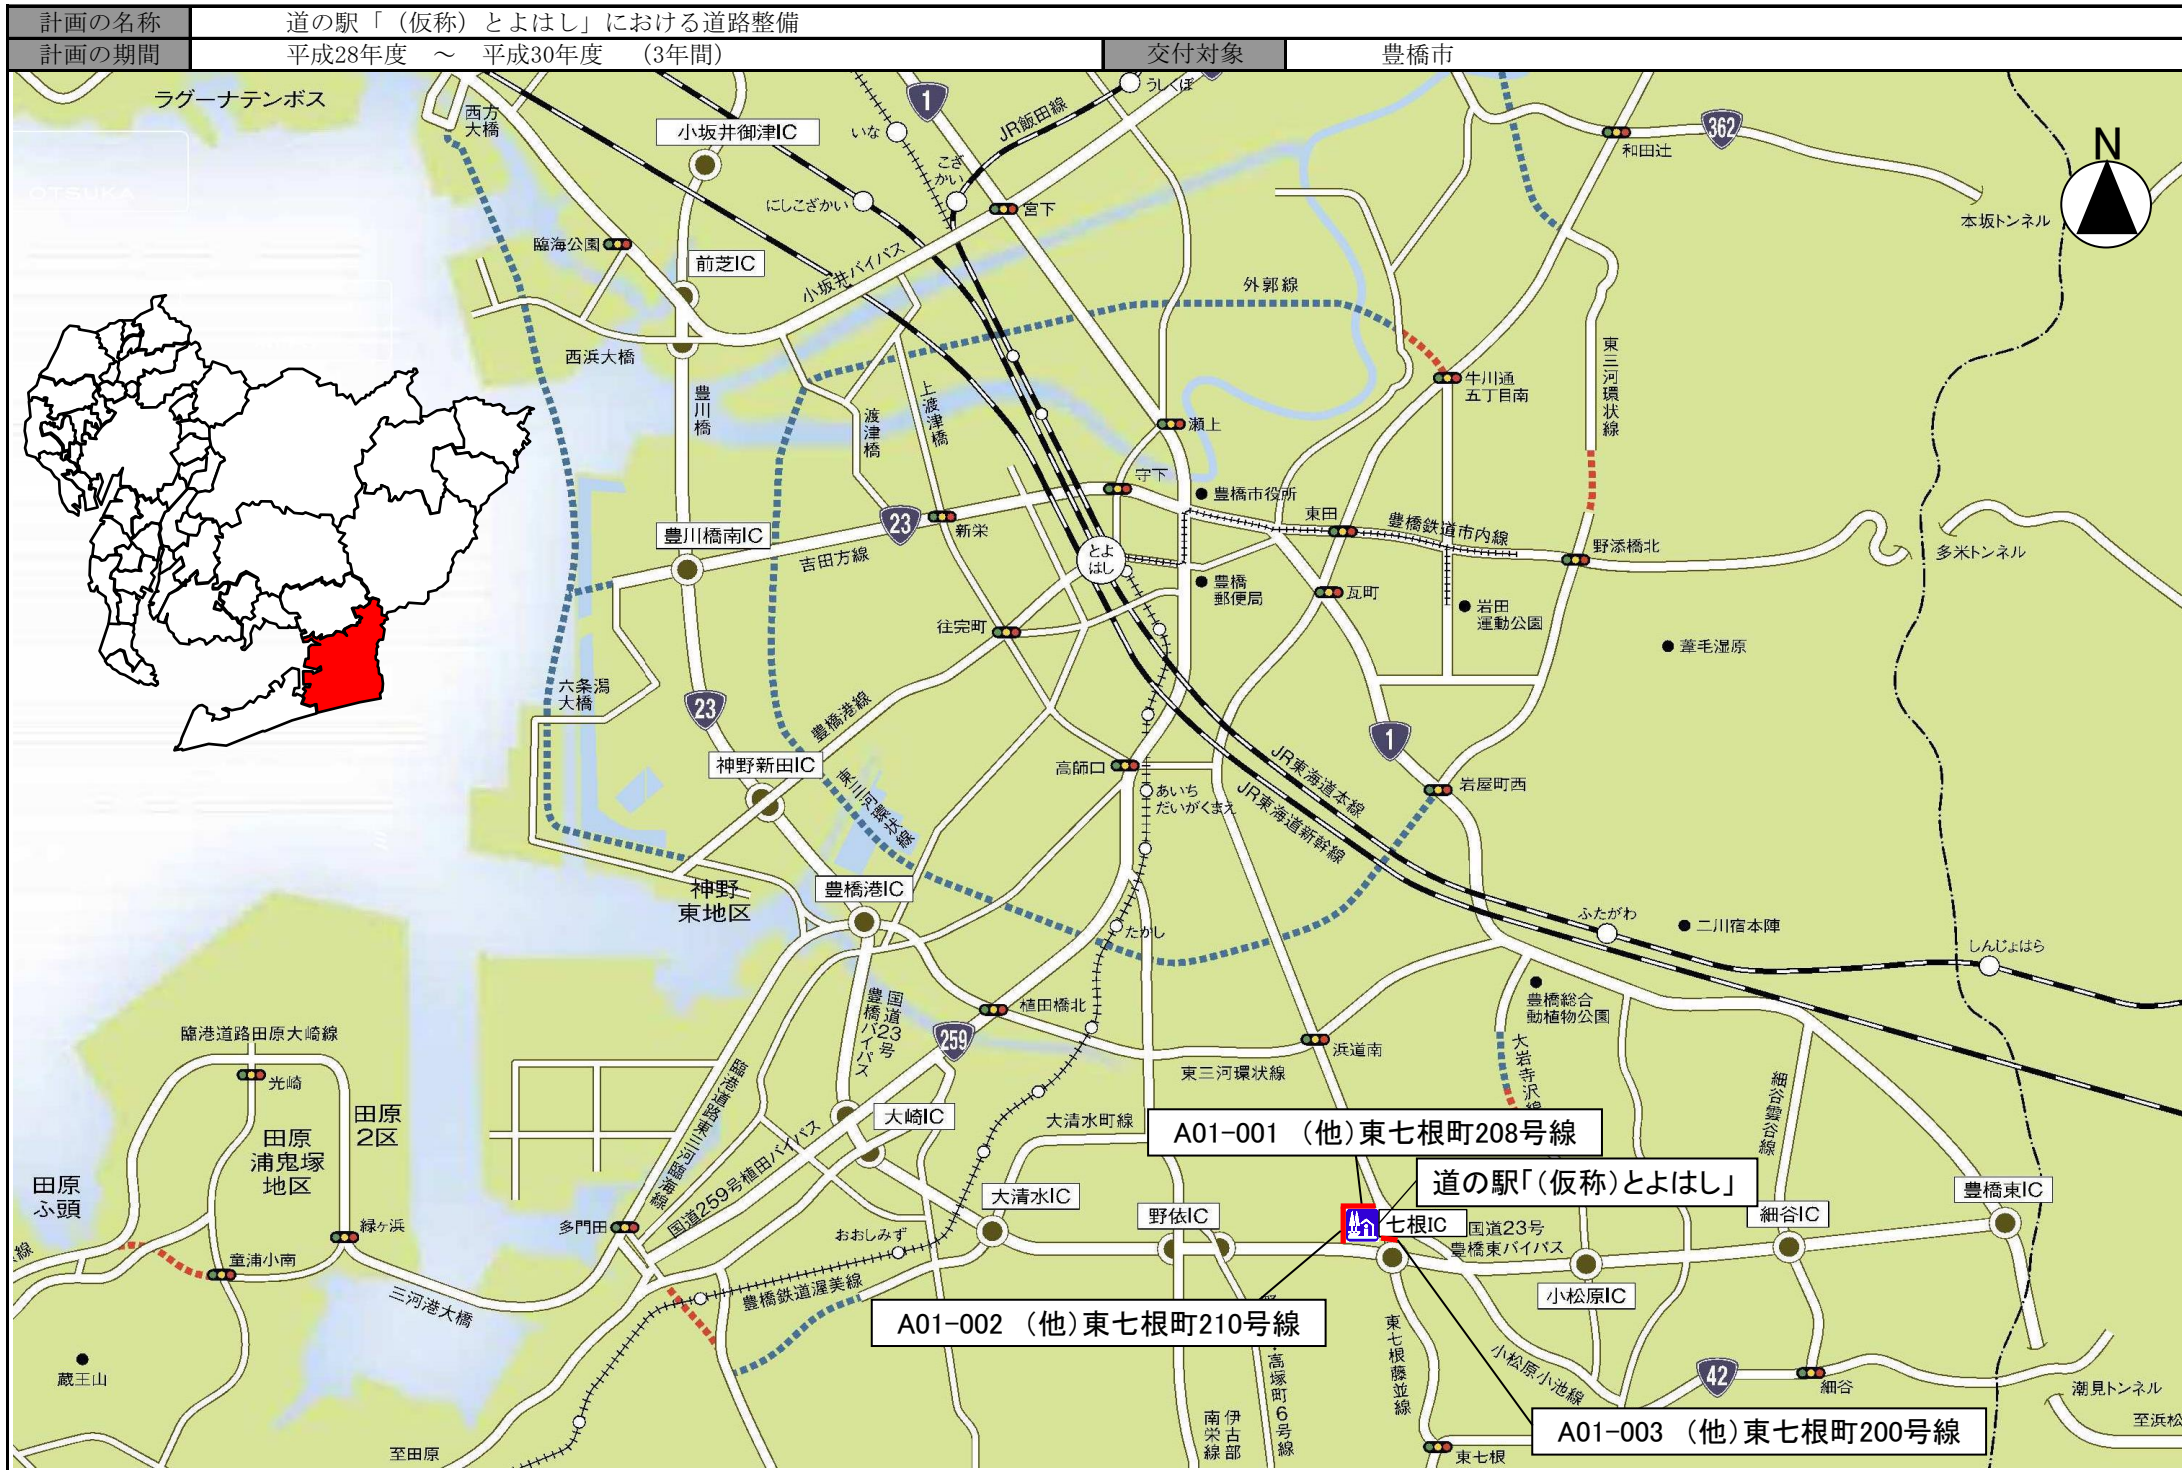 計画の名称
道の駅「（仮称）とよはし」における道路整備
計画の期間
平成28年度　～　平成30年度　（3年間）
交付対象
豊橋市
ラグーナテンボス
西方
大橋
小坂井御津IC
いな
1
JR飯田線
うしくぼ
362
和田辻
N
OTSUKA
こざ
かい
にしこざかい
宮下
本坂トンネル
臨海公園
前芝IC
小坂井バイパス
外郭線
西浜大橋
豊川橋
渡津橋
上渡津橋
牛川通
五丁目南
東三河環状線
瀬上
守下
豊橋市役所
東田
豊橋鉄道市内線
野添橋北
多米トンネル
豊川橋南IC
23
新栄
吉田方線
とよ
はし
豊橋
郵便局
瓦町
岩田
運動公園
往完町
葦毛湿原
六条潟
大橋
23
豊橋港線
1
神野新田IC
東三河環状線
高師口
あいち
だいがくまえ
JR東海道本線
JR東海道新幹線
岩屋町西
神野
東地区
豊橋港IC
たかし
ふたがわ
二川宿本陣
しんじょはら
国道23号
豊橋バイパス
植田橋北
豊橋総合
動植物公園
臨港道路田原大崎線
光崎
259
浜道南
東三河環状線
大岩寺沢線
細谷雲谷線
田原
2区
田原
浦鬼塚
地区
臨港道路東三河臨海線
大崎IC
大清水町線
A01-001　（他）東七根町208号線
道の駅「（仮称）とよはし」
田原
ふ頭
国道259号植田バイパス
大清水IC
野依IC
七根IC
国道23号
豊橋東バイパス
細谷IC
豊橋東IC
緑ヶ浜
多門田
おおしみず
童浦小南
三河港大橋
豊橋鉄道渥美線
小松原IC
A01-002　（他）東七根町210号線
蔵王山
東七根藤並線
小松原小池線
42
細谷
潮見トンネル
至浜松
高塚町6号線
伊古部
南栄線
A01-003　（他）東七根町200号線
至田原
東七根